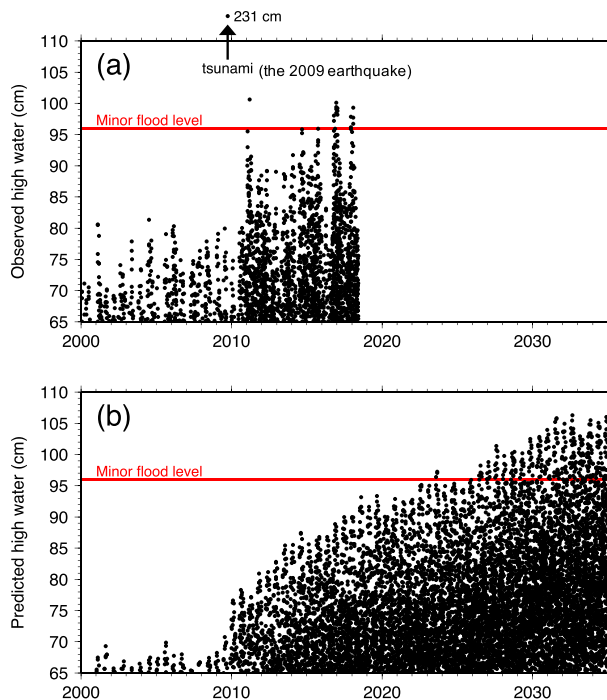 231 cm
110
(a)
tsunami (the 2009 earthquake)
105
100
Minor flood level
95
90
85
80
75
70
65
Observed high water (cm)
2000 2010 2020 2030
110
(b)
105
100
Minor flood level
95
90
85
80
75
70
65
Predicted high water (cm)
2000 2010 2020 2030